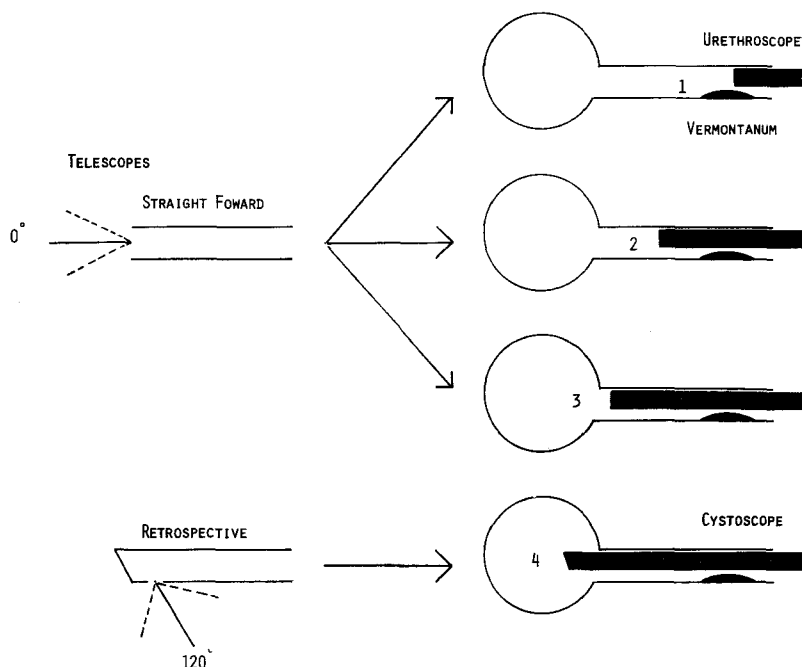 URETHROSCOPE
1
VERMONTANUM
TELESCOPES
STRAIGHT FOWARD
0°
2
3
RETROSPECTIVE
CYSTOSCOPE
4
120°